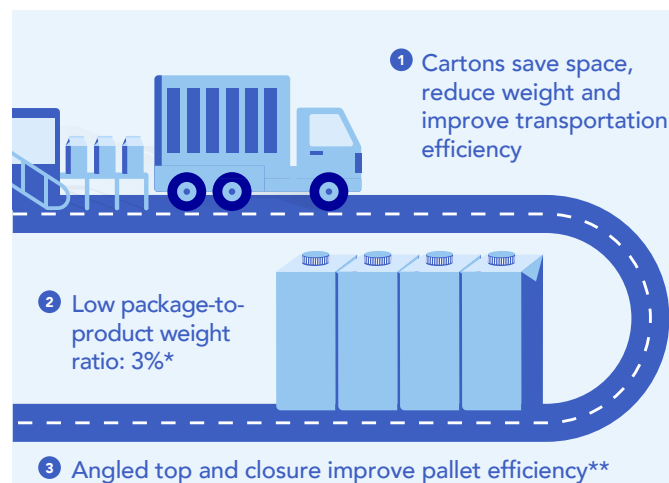 1 Cartons save space,
reduce weight and
improve transportation
efficiency
2 Low package-to-
product weight
ratio: 3%*
3 Angled top and closure improve pallet efficiency**